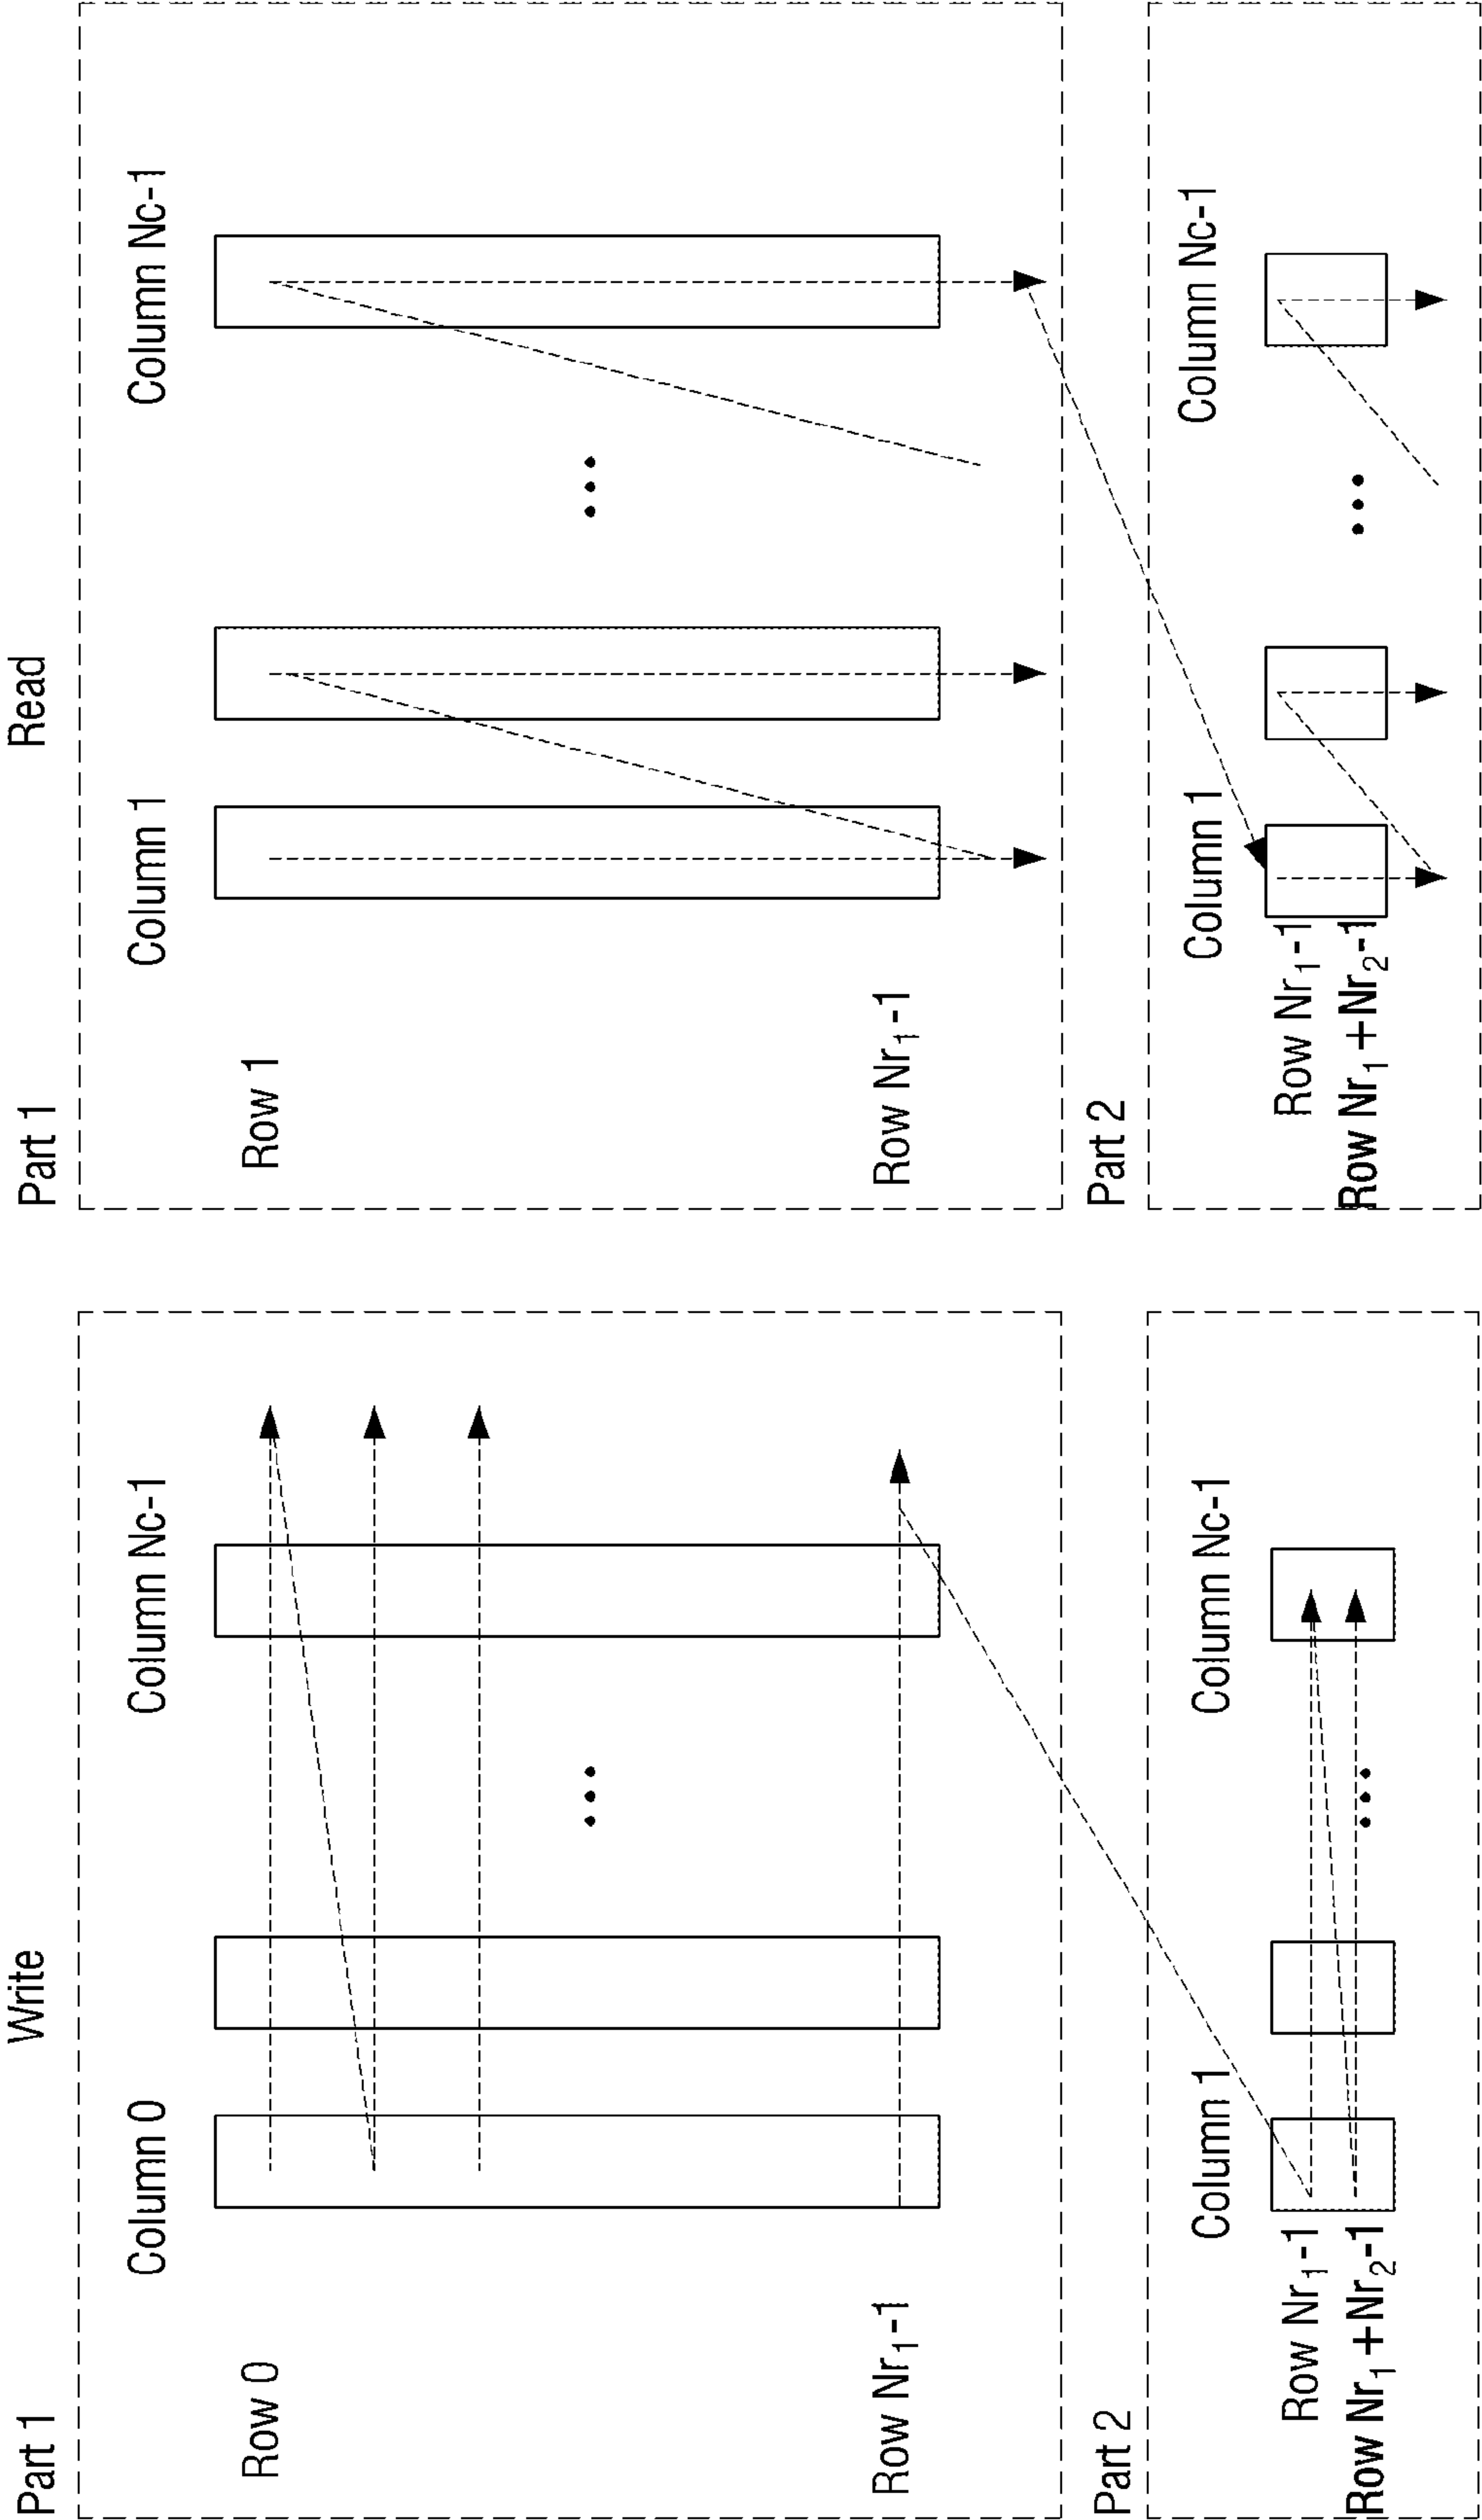 Write
Part 1
Column 0
Column Nc-1
Row 0
•••
Row Nr₁-1
Part 2
Column 1
Column Nc-1
Row Nr₁-1
Row Nr₁+Nr₂-1
•••
Read
Part 1
Column 1
Column Nc-1
Row 1
•••
Row Nr₁-1
Part 2
Column 1
Column Nc-1
Row Nr₁-1
Row Nr₁+Nr₂-1
•••